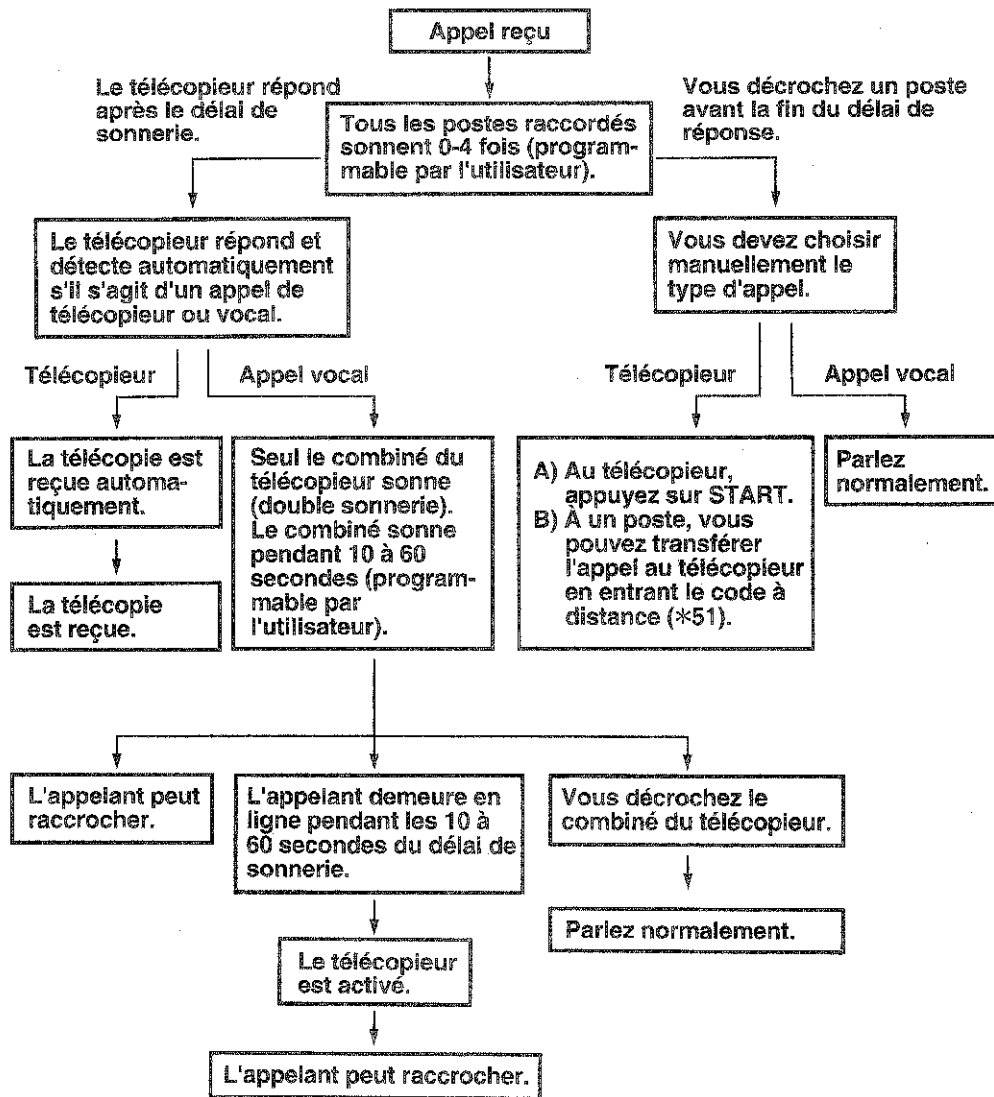 Appel reçu
Le télécopieur répond
après le délai de
sonnerie.
Vous décrochez un poste
avant la fin du délai de
réponse.
Tous les postes raccordés
sonnent 0-4 fois (program-
mable par l'utilisateur).
Le télécopieur répond et
détecte automatiquement
s'il s'agit d'un appel de
télécopieur ou vocal.
Vous devez choisir
manuellement le
type d'appel.
Télécopieur
Appel vocal
Télécopieur
Appel vocal
La télécopie est
reçue automa-
tiquement.
Seul le combiné du
télécopieur sonne
(double sonnerie).
Le combiné sonne
pendant 10 à 60
secondes (program-
mable par
l'utilisateur).
A) Au télécopieur,
appuyez sur START.
B) À un poste, vous
pouvez transférer
l'appel au télécopieur
en entrant le code à
distance (✳51).
Parlez
normalement.
La télécopie
est reçue.
L'appelant peut
raccrocher.
L'appelant demeure en
ligne pendant les 10 à
60 secondes du délai de
sonnerie.
Vous décrochez le
combiné du télécopieur.
Parlez normalement.
Le télécopieur
est activé.
L'appelant peut raccrocher.